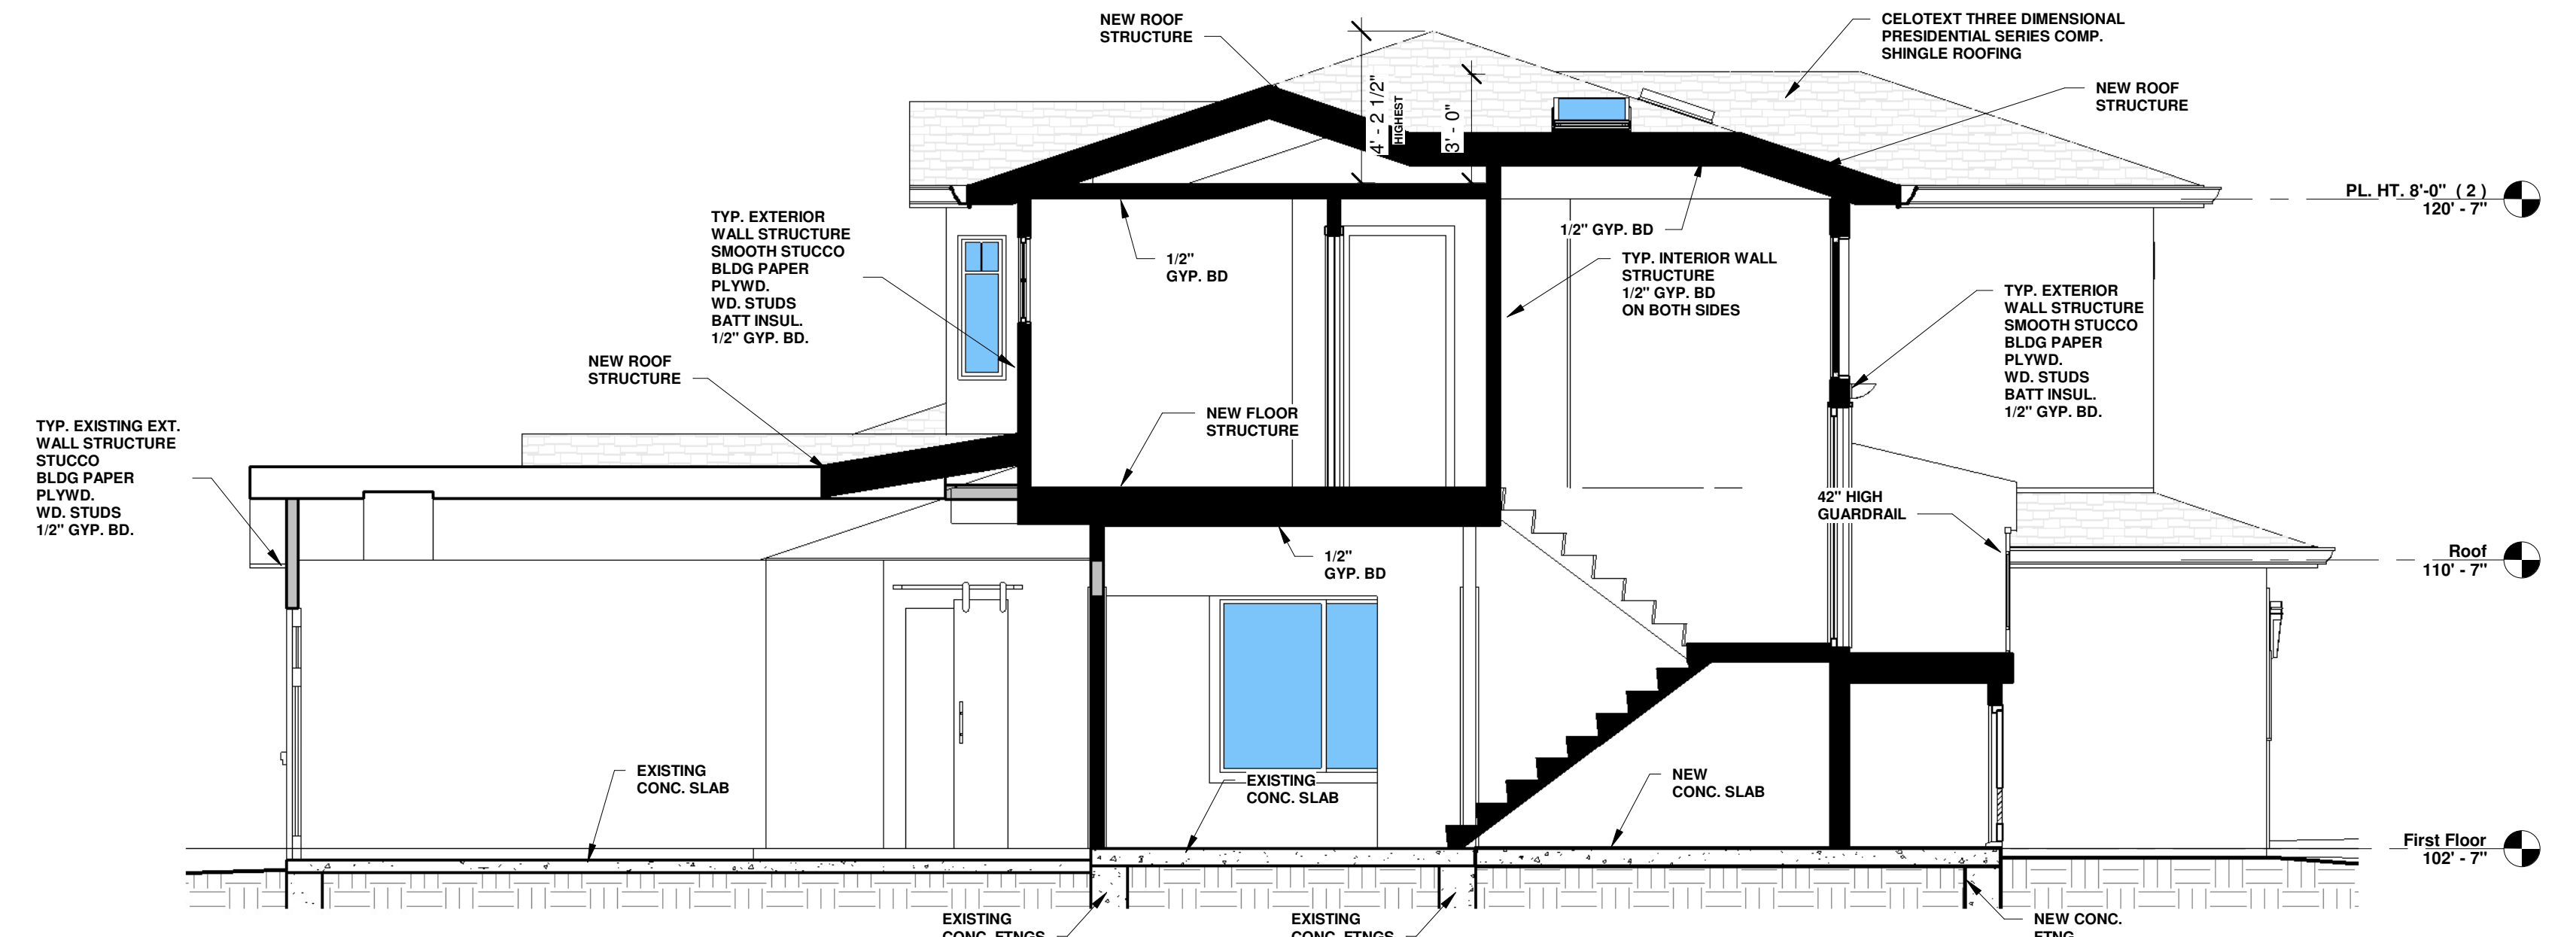 NEW ROOF
STRUCTURE
CELOTEXT THREE DIMENSIONAL
PRESIDENTIAL SERIES COMP.
SHINGLE ROOFING
NEW ROOF
STRUCTURE
4' - 2 1/2"
HIGHEST
3' - 0"
PL. HT. 8'-0" ( 2 )
120' - 7"
TYP. EXTERIOR
WALL STRUCTURE
SMOOTH STUCCO
BLDG PAPER
PLYWD.
WD. STUDS
BATT INSUL.
1/2" GYP. BD.
1/2"
GYP. BD
1/2" GYP. BD
TYP. INTERIOR WALL
STRUCTURE
1/2" GYP. BD
ON BOTH SIDES
TYP. EXTERIOR
WALL STRUCTURE
SMOOTH STUCCO
BLDG PAPER
PLYWD.
WD. STUDS
BATT INSUL.
1/2" GYP. BD.
NEW ROOF
STRUCTURE
NEW FLOOR
STRUCTURE
TYP. EXISTING EXT.
WALL STRUCTURE
STUCCO
BLDG PAPER
PLYWD.
WD. STUDS
1/2" GYP. BD.
42" HIGH
GUARDRAIL
1/2"
GYP. BD
Roof
110' - 7"
EXISTING
CONC. SLAB
EXISTING
CONC. SLAB
NEW
CONC. SLAB
First Floor
102' - 7"
EXISTING
CONC. FTNGS
EXISTING
CONC. FTNGS
NEW CONC.
FTNG